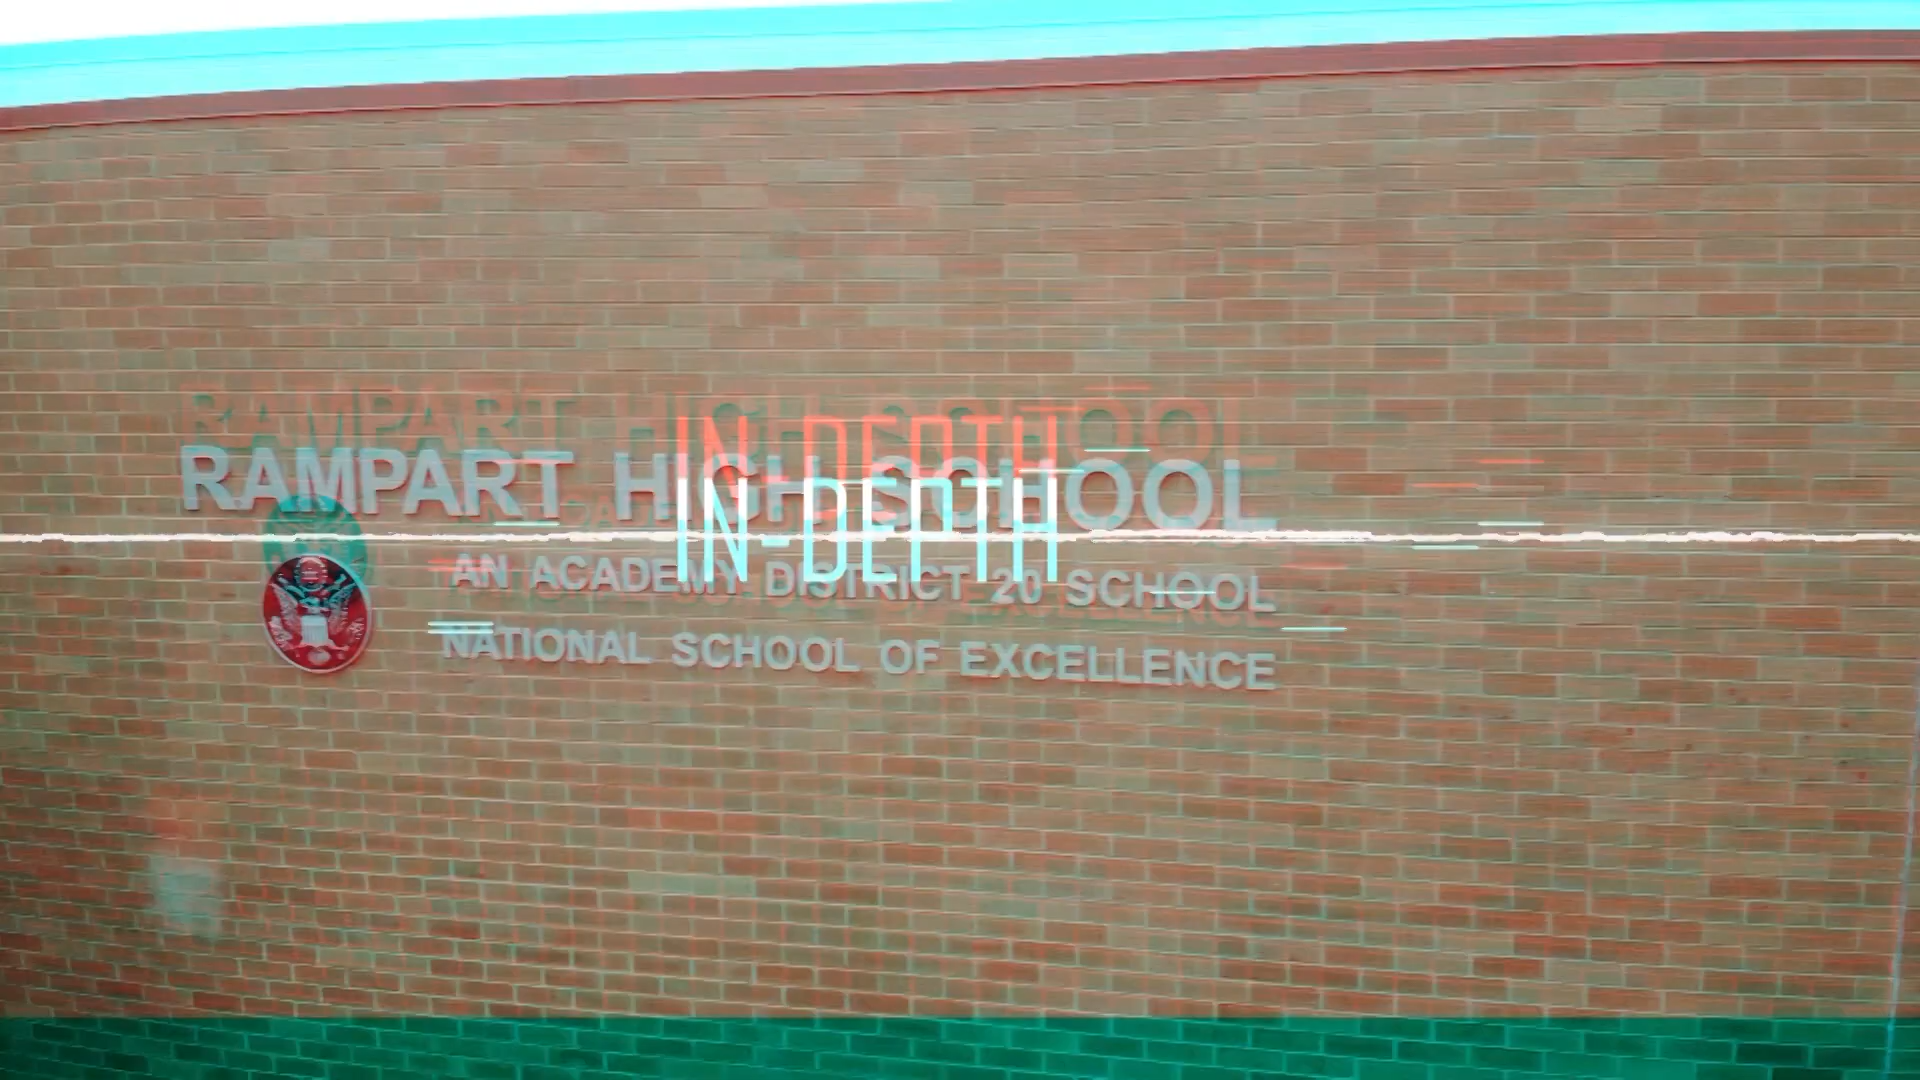 RAMPART HIGH SCHOOL
IN-DEPTH
AN ACADEMY DISTRICT 20 SCHOOL
NATIONAL SCHOOL OF EXCELLENCE